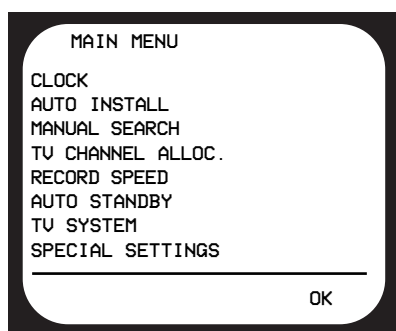 MAIN MENU
CLOCK
AUTO INSTALL
MANUAL SEARCH
TV CHANNEL ALLOC.
RECORD SPEED
AUTO STANDBY
TV SYSTEM
SPECIAL SETTINGS
OK